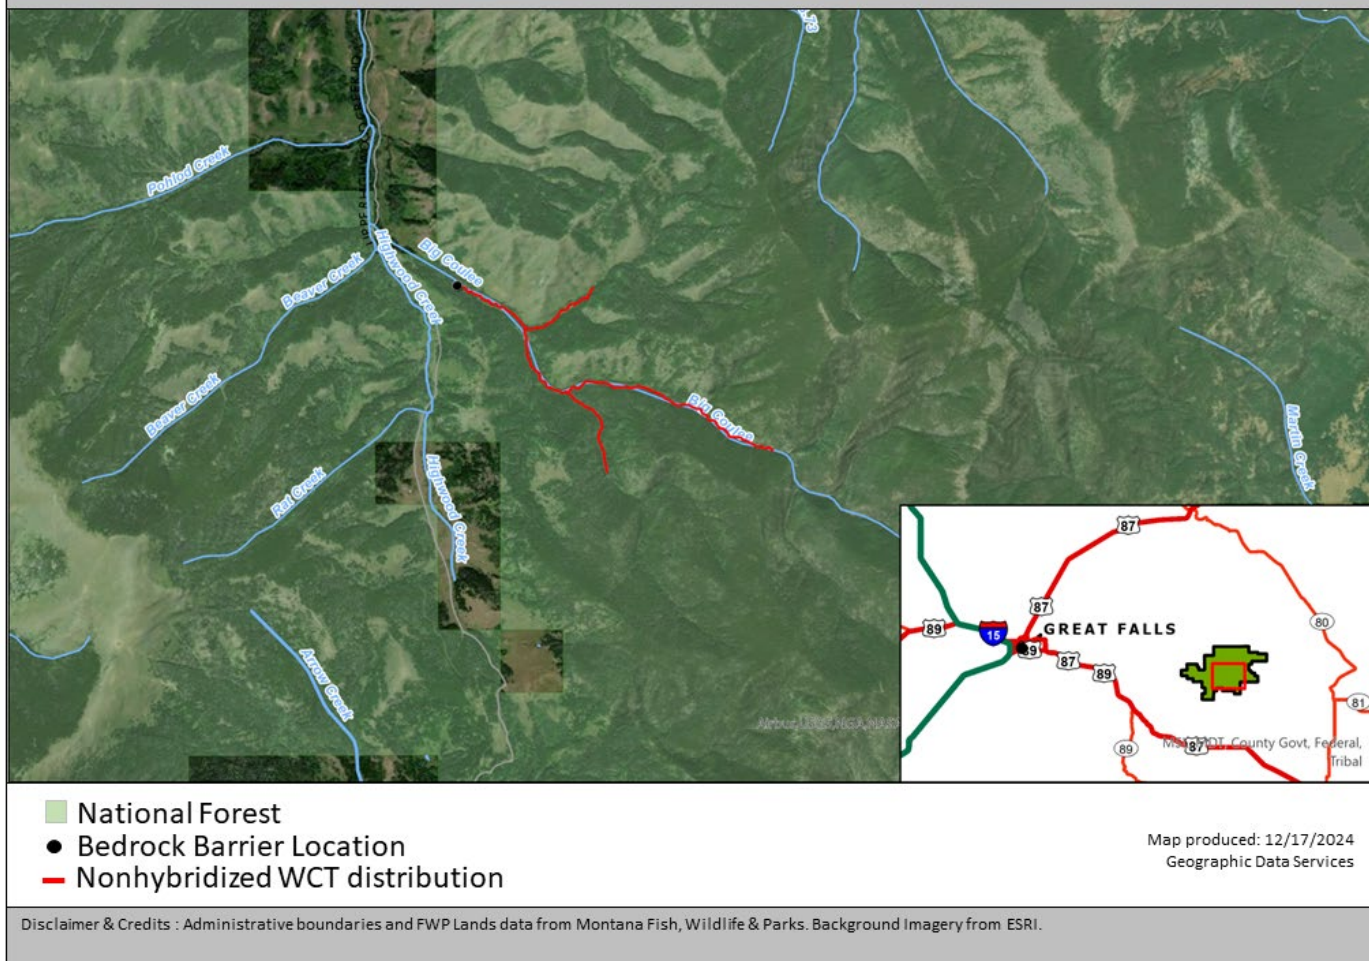 73
Pohlod Creek
Highwood Creek
Big Coulee
Beaver Creek
Beaver Creek
Big Coulee
Rat Creek
Highwood Creek
Martin Creek
Arrow Creek
87
87
89
15
GREAT FALLS
89
87
89
80
81
89
87
County Govt, Federal,
Tribal
National Forest
Bedrock Barrier Location
Nonhybridized WCT distribution
Map produced: 12/17/2024
Geographic Data Services
Disclaimer & Credits : Administrative boundaries and FWP Lands data from Montana Fish, Wildlife & Parks. Background Imagery from ESRI.